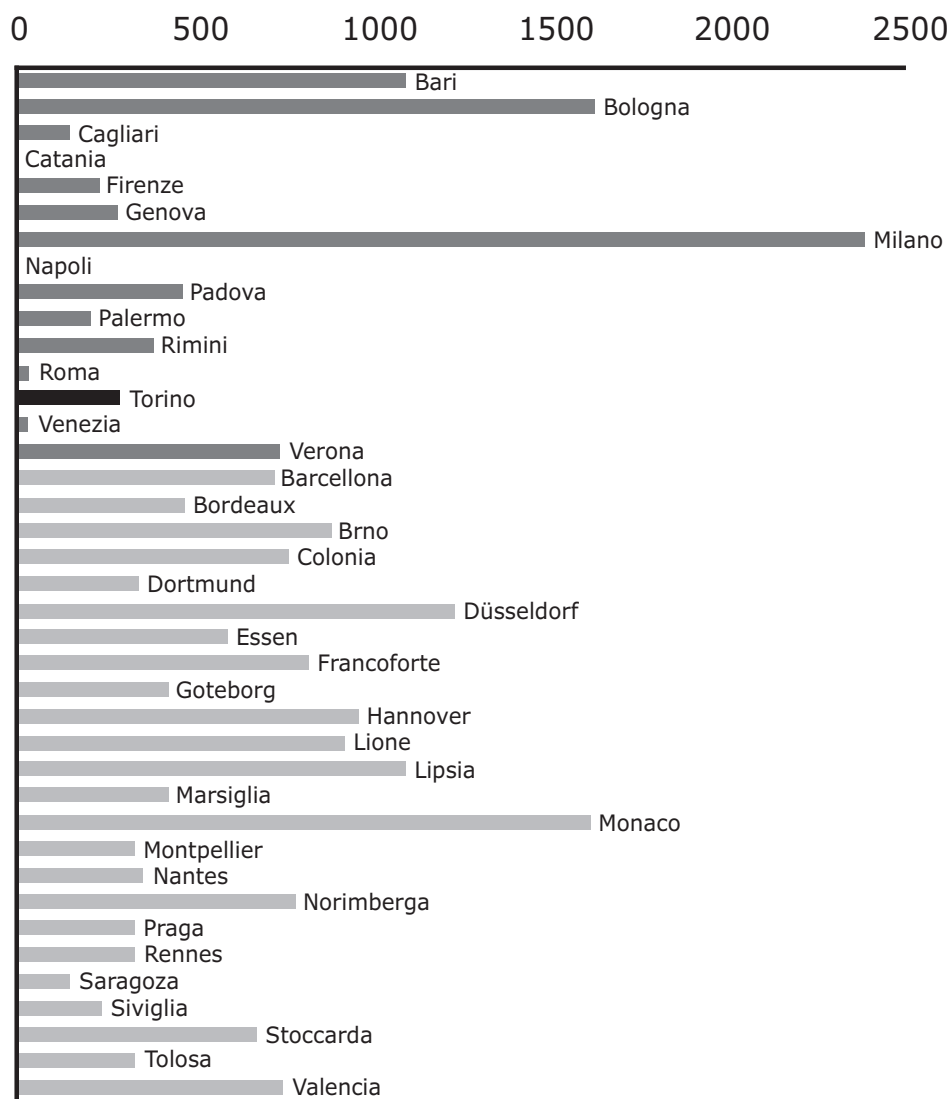 0 500 1000 1500 2000 2500
Bari
Bologna
Cagliari
Catania
Firenze
Genova
Milano
Napoli
Padova
Palermo
Rimini
Roma
Torino
Venezia
Verona
Barcellona
Bordeaux
Brno
Colonia
Dortmund
Düsseldorf
Essen
Francoforte
Goteborg
Hannover
Lione
Lipsia
Marsiglia
Monaco
Montpellier
Nantes
Norimberga
Praga
Rennes
Saragoza
Siviglia
Stoccarda
Tolosa
Valencia